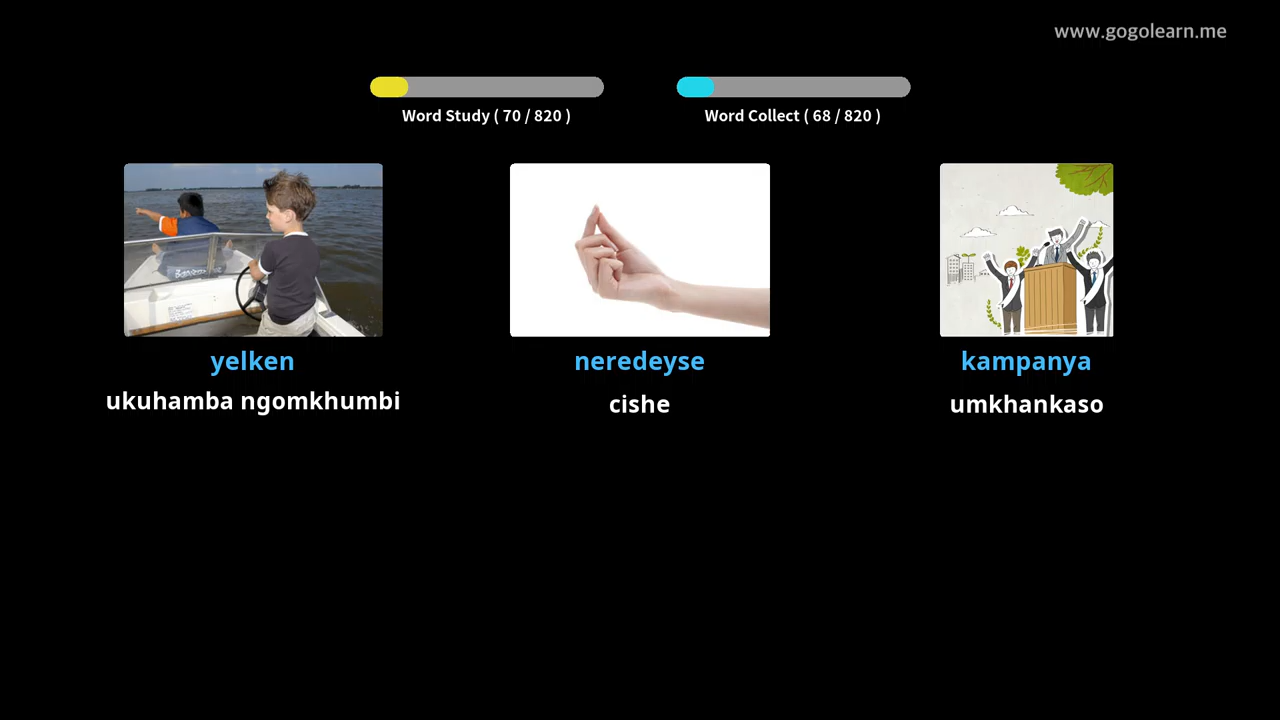 www.gogolearn.me
Word Study ( 70 / 820 )
Word Collect ( 68 / 820 )
yelken
neredeyse
kampanya
ukuhamba ngomkhumbi
cishe
umkhankaso